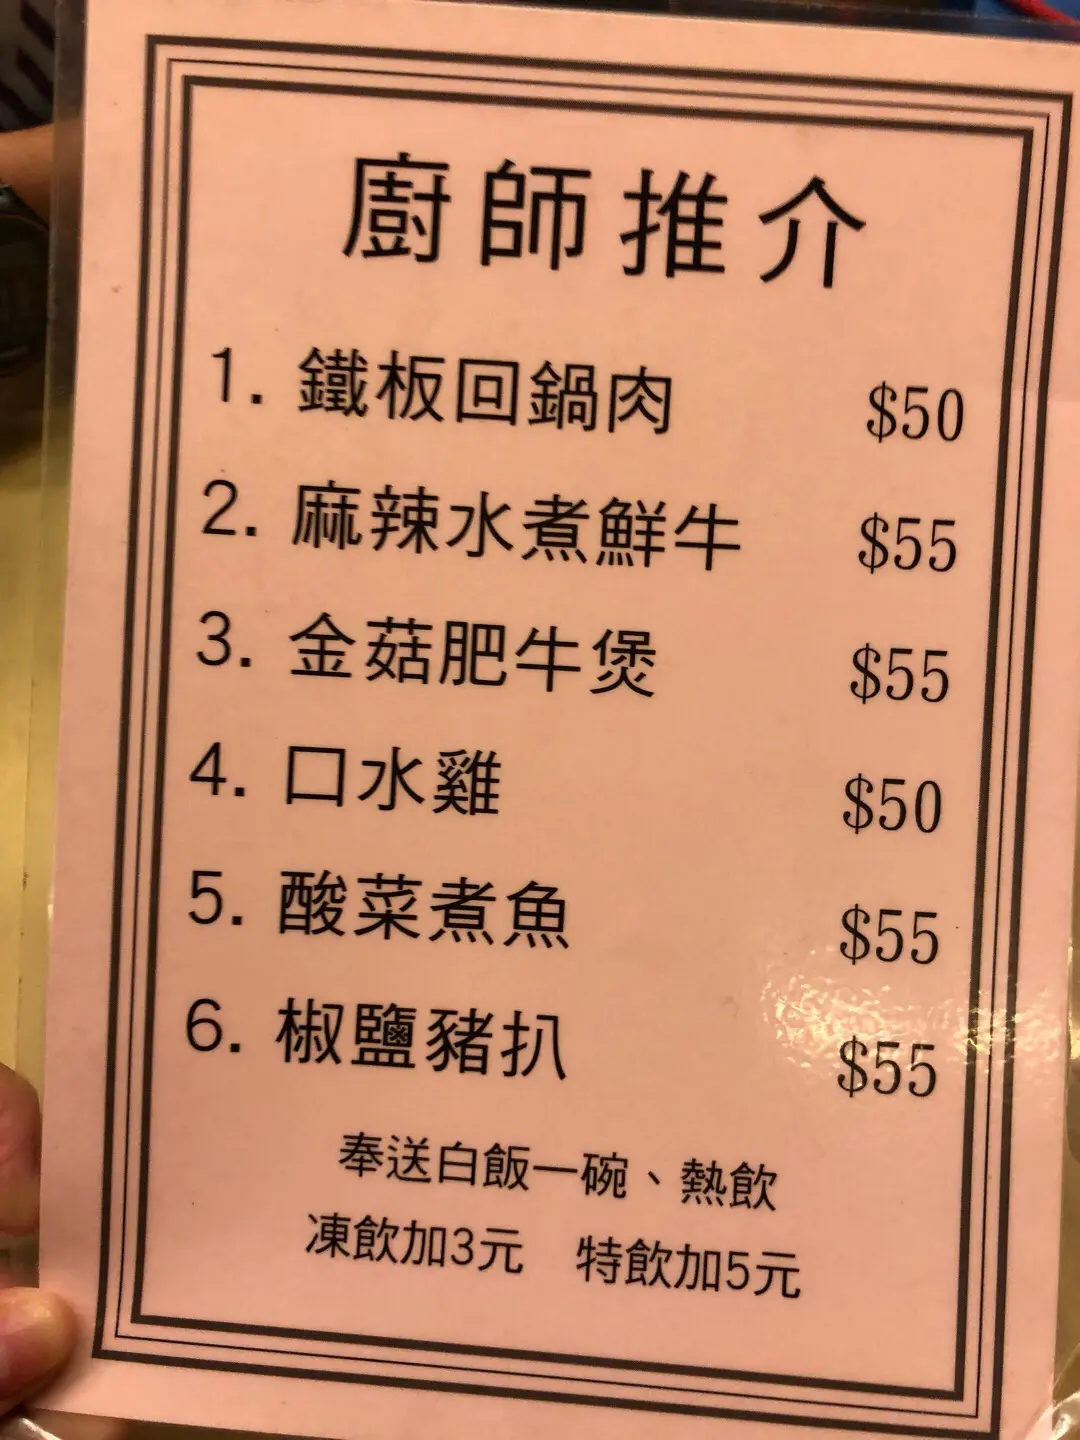 廚師推介
1. 鐵板回鍋肉 $50
2. 麻辣水煮鮮牛 $55
3. 金菇肥牛煲 $55
4. 口水雞 $50
5. 酸菜煮魚 $55
6. 椒鹽豬扒 $55
奉送白飯一碗、熱飲
凍飲加3元 特飲加5元